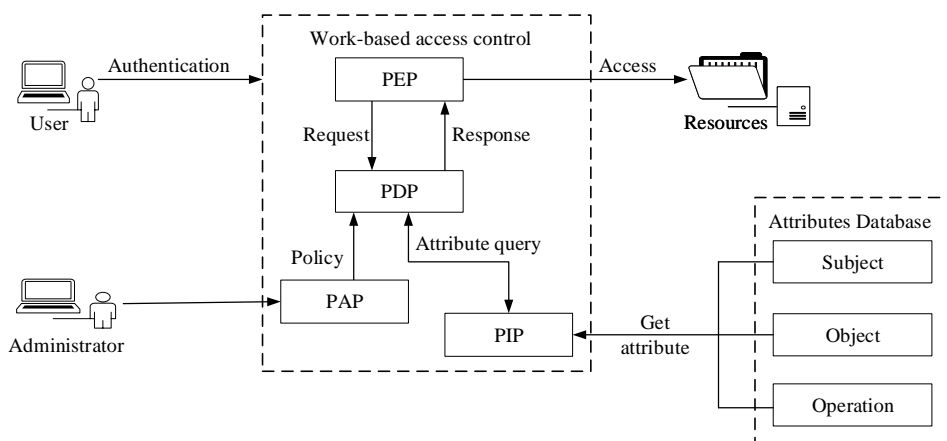 Work-based access control
Authentication
PEP
Access
User
Resources
Request
Response
PDP
Attributes Database
Policy
Attribute query
Subject
PAP
Administrator
PIP
Get
attribute
Object
Operation